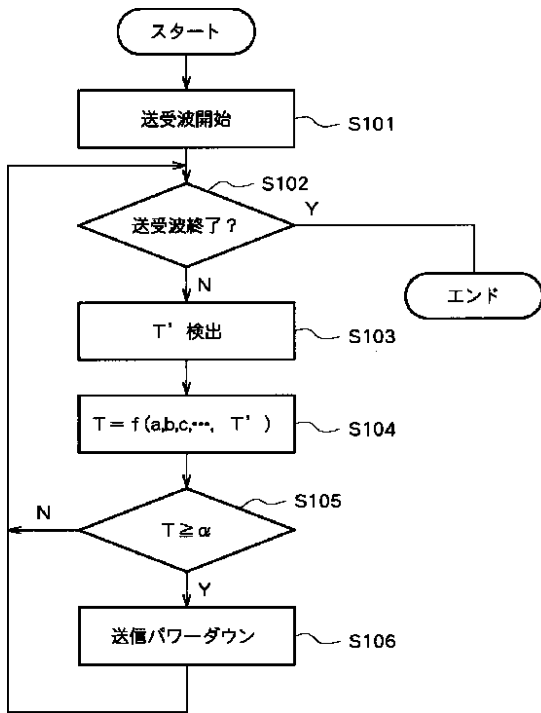 スタート
送受波開始
S101
S102
送受波終了？
Y
N
エンド
T' 検出
S103
T = f (a,b,c,…, T' )
S104
S105
N
T ≧ α
Y
送信パワーダウン
S106